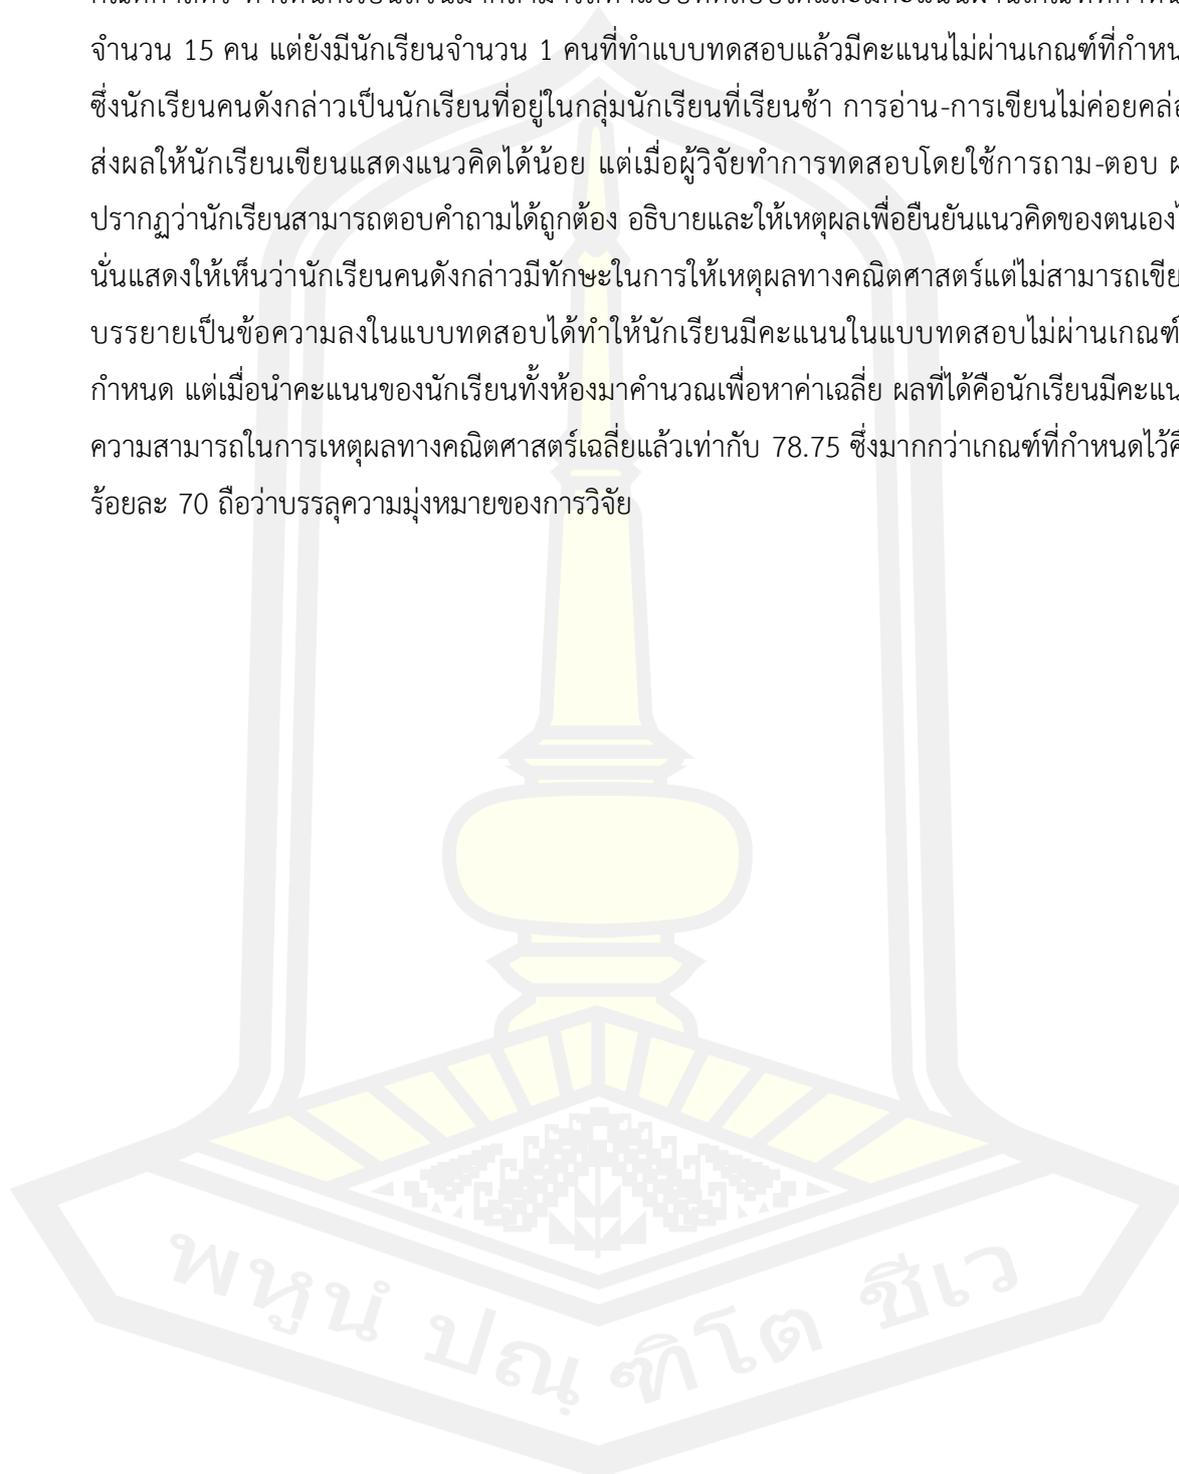 จำนวน 15 คน แต่ยังมีนักเรียนจำนวน 1 คนที่ทำแบบทดสอบแล้วมีคะแนนไม่ผ่านเกณฑ์ที่กำหน
ซึ่งนักเรียนคนดังกล่าวเป็นนักเรียนที่อยู่ในกลุ่มนักเรียนที่เรียนช้า การอ่าน-การเขียนไม่ค่อยคล่อ
ส่งผลให้นักเรียนเขียนแสดงแนวคิดได้น้อย แต่เมื่อผู้วิจัยทำการทดสอบโดยใช้การถาม-ตอบ
ปรากฏว่านักเรียนสามารถตอบคำถามได้ถูกต้อง อธิบายและให้เหตุผลเพื่อยืนยันแนวคิดของตนเอง
นั่นแสดงให้เห็นว่านักเรียนคนดังกล่าวมีทักษะในการให้เหตุผลทางคณิตศาสตร์แต่ไม่สามารถเขีย
บรรยายเป็นข้อความลงในแบบทดสอบได้ทำให้นักเรียนมีคะแนนในแบบทดสอบไม่ผ่านเกณฑ์
กำหนด แต่เมื่อนำคะแนนของนักเรียนทั้งห้องมาคำนวณเพื่อหาค่าเฉลี่ย ผลที่ได้คือนักเรียนมีคะแน
ความสามารถในการเหตุผลทางคณิตศาสตร์เฉลี่ยแล้วเท่ากับ 78.75 ซึ่งมากกว่าเกณฑ์ที่กำหนดไว้คื
ร้อยละ 70 ถือว่าบรรลุความมุ่งหมายของการวิจัย
พหูนํ ปณฺฑิโต ชีเว